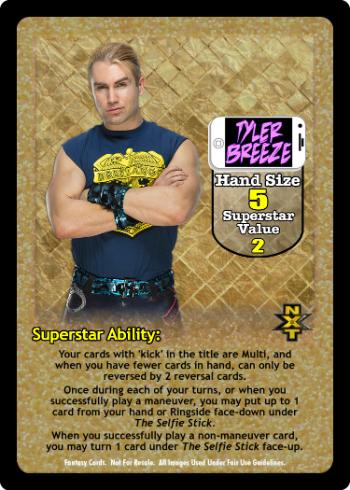 TYLER
BREEZE
Hand Size
5
Superstar
Value
2
NXT
Superstar Ability:
Your cards with 'kick' in the title are Multi, and
when you have fewer cards in hand, can only be
reversed by 2 reversal cards.
Once during each of your turns, or when you
successfully play a maneuver, you may put up to 1
card from your hand or Ringside face-down under
The Selfie Stick.
When you successfully play a non-maneuver card,
you may turn 1 card under The Selfie Stick face-up.
Fantasy Cards. Not For Resale. All Images Used Under Fair Use Guidelines.